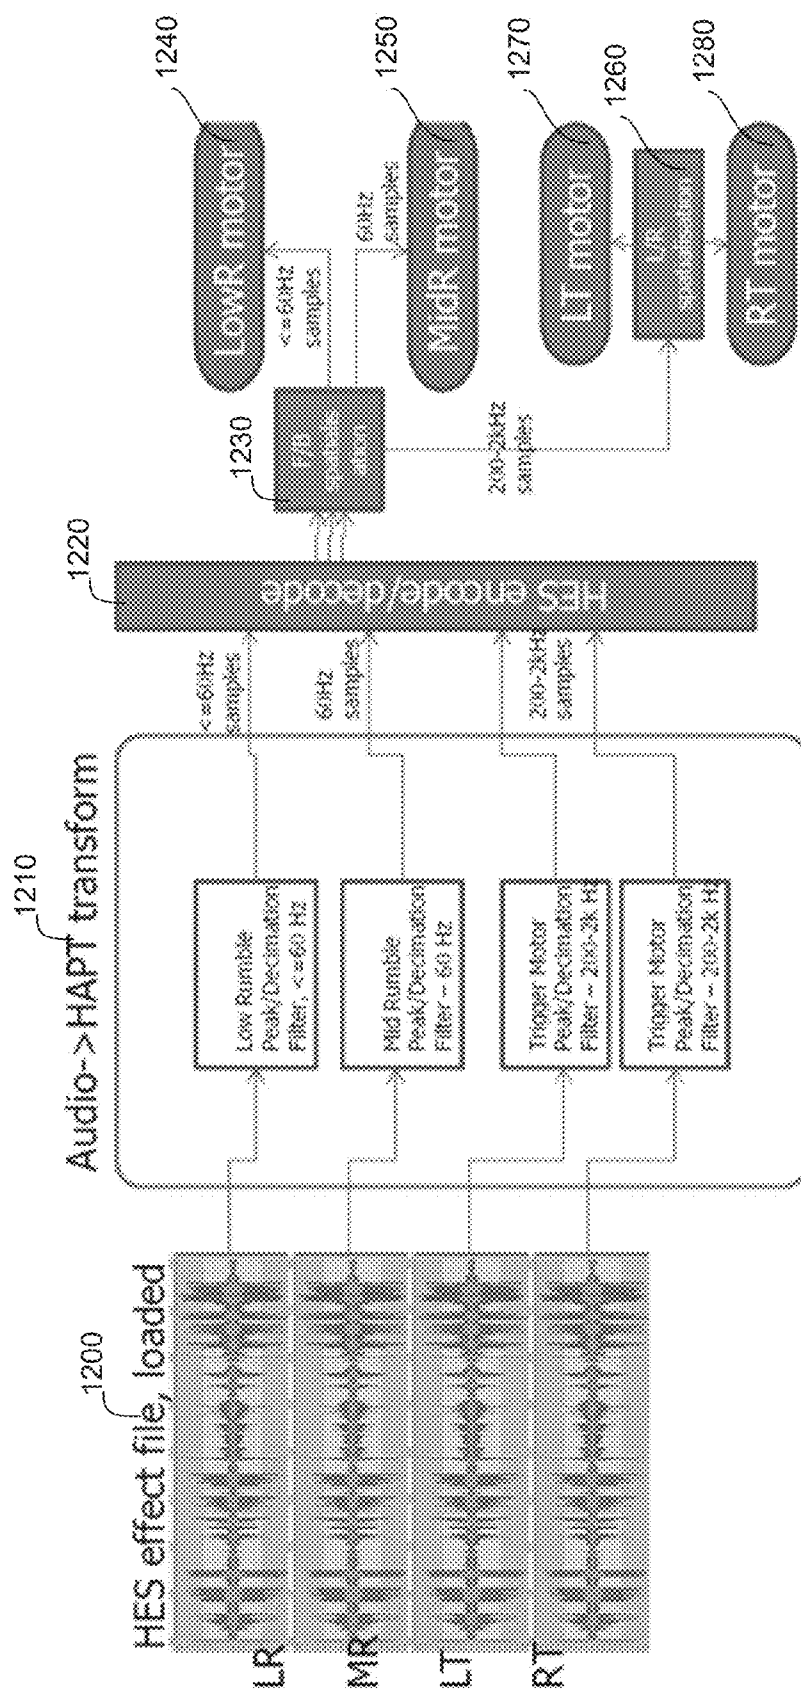 1200
HES effect file, loaded
LR
MR
LT
RT
1210
Audio->HAPT transform
Low Rumble
Peak/Decimation
Filter, <=60 Hz
Mid Rumble
Peak/Decimation
Filter ~ 60 Hz
Trigger Motor
Peak/Decimation
Filter ~ 200-2k Hz
Trigger Motor
Peak/Decimation
Filter ~ 200-2k Hz
<=60Hz
samples
60Hz
samples
200-2kHz
samples
1220
HES encode/decode
1230
<=60Hz
samples
60Hz
samples
200-2kHz
samples
1240
LowR motor
1250
MidR motor
1270
LT motor
1260
L/R
spatialization
1280
RT motor